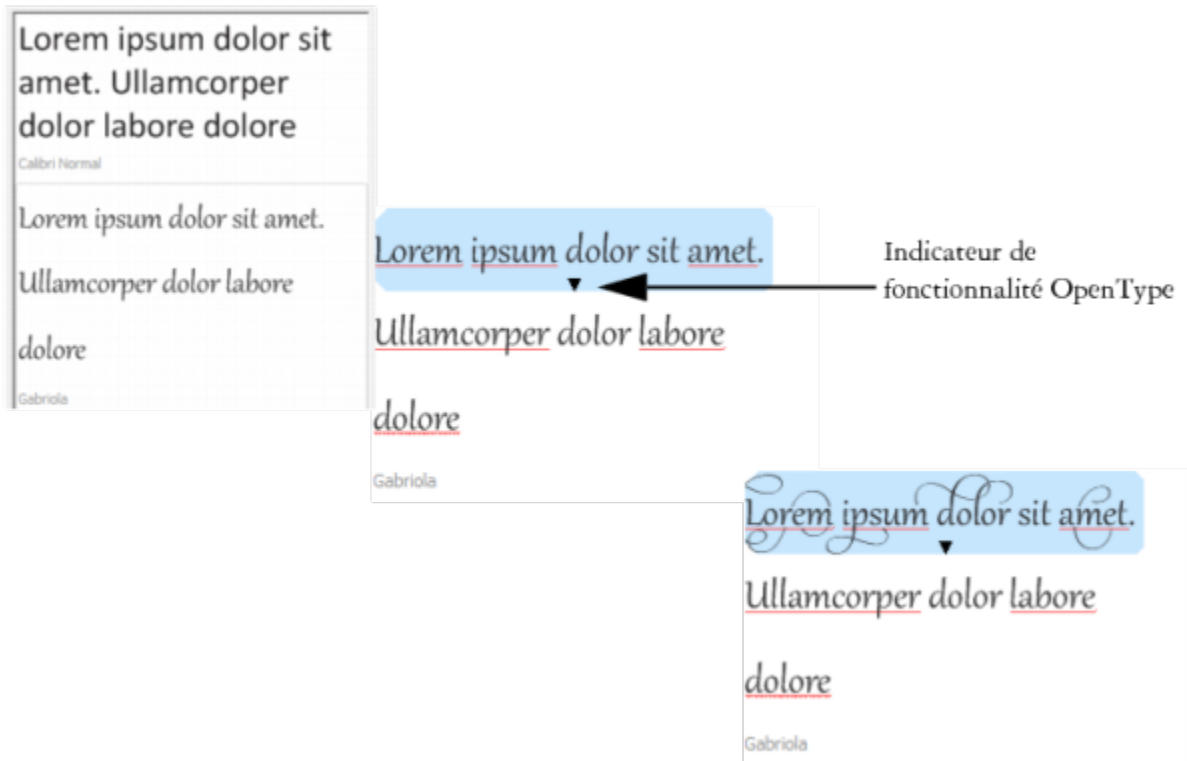 Lorem ipsum dolor sit
amet. Ullamcorper
dolor labore dolore
Calibri Normal
Lorem ipsum dolor sit amet.
Ullamcorper dolor labore
dolore
Gabriola
Lorem ipsum dolor sit amet.
Ullamcorper dolor labore
dolore
Gabriola
Indicateur de
fonctionnalité OpenType
Lorem ipsum dolor sit amet.
Ullamcorper dolor labore
dolore
Gabriola